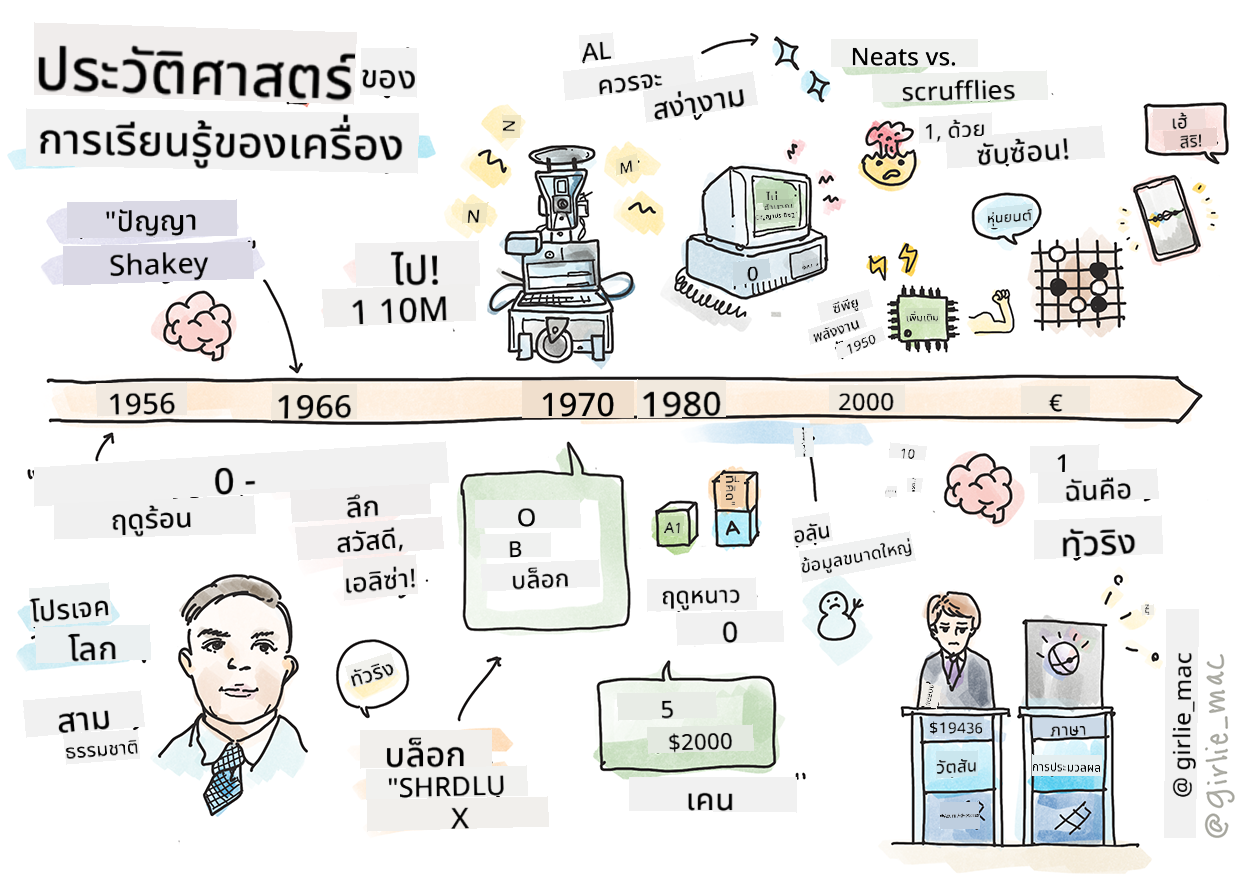 ประวัติศาสตร์ ของ
การเรียนรู้ของเครื่อง
"ปัญญา
Shakey
"
ไป!
1 10M
AL
ควรจะ
สง่างาม
Neats vs.
scrufflies
1, ด้วย
ซับซ้อน!
เฮ้
สิริ!
N
M
N
0
หุ่นยนต์
ซีพียู
พลังงาน
1950
เพิ่มเติม
1956
1966
1970
1980
2000
€
0 -
ฤดูร้อน
ลึก
สวัสดี,
เอลิซ่า!
O
B
บล็อก
A1
A
ฤดูหนาว
0
อลัน
ข้อมูลขนาดใหญ่
10
1
ฉันคือ
ทัวริง
โปรเจค
โลก
สาม
ธรรมชาติ
ทัวริง
บล็อก
"SHRDLU
X
5
$2000
"
เคน
$19436
วัตสัน
ภาษา
การประมวลผล
@girlie_mac
@girlie_mac